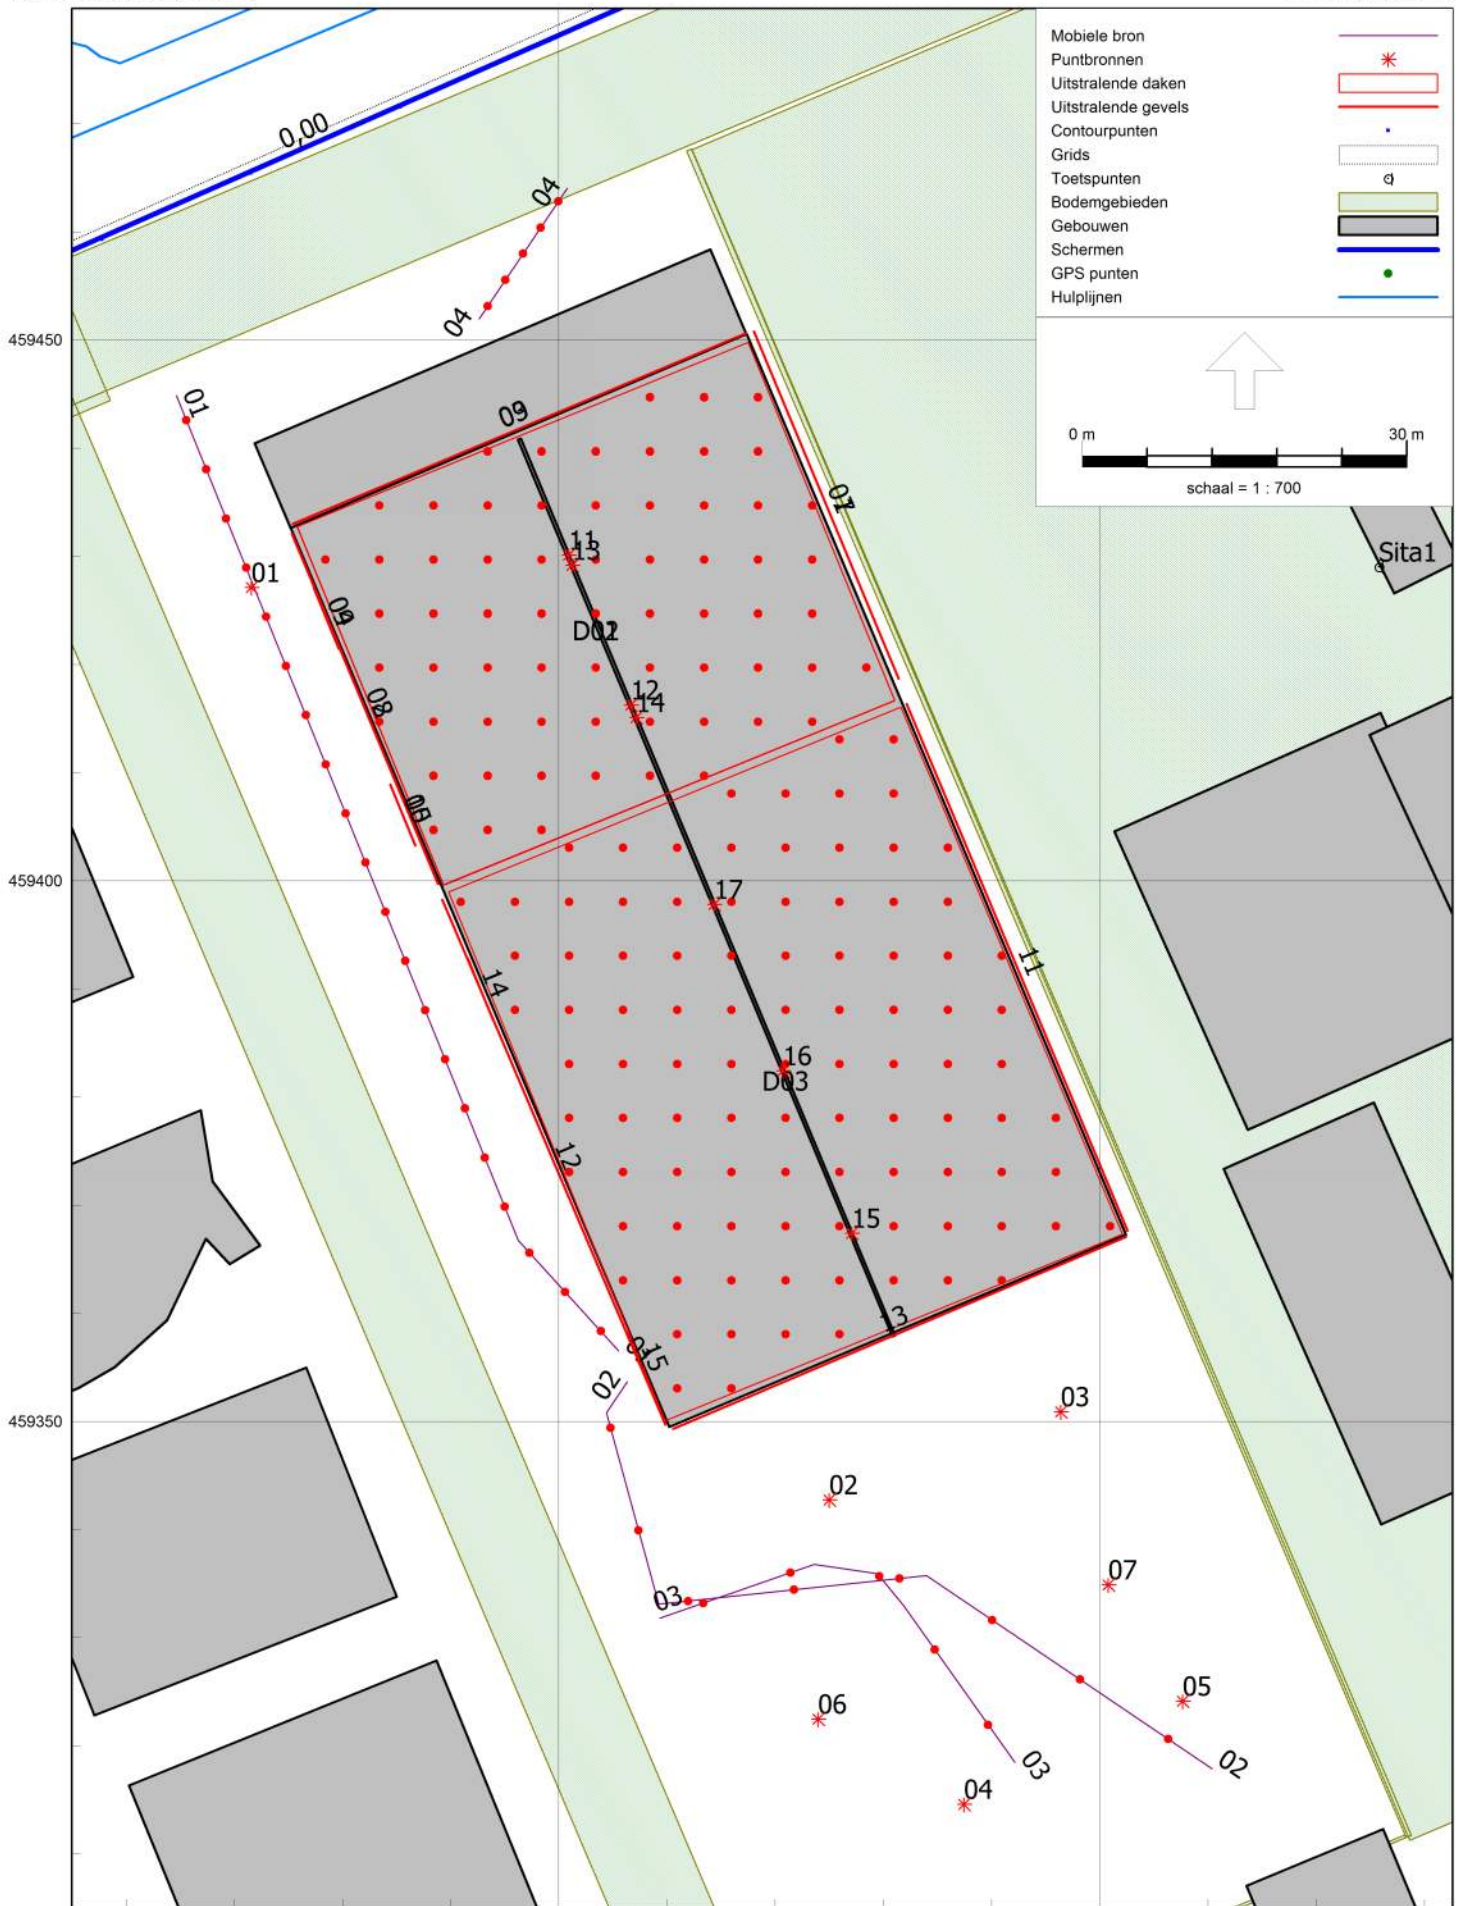 Mobiele bron
Puntbronnen
Uitstralende daken
Uitstralende gevels
Contourpunten
Grids
Toetspunten
Bodemgebieden
Gebouwen
Schermen
GPS punten
Hulplijnen
0 m 30 m
schaal = 1 : 700
0,00
04
04
459450
01
09
11
13
01
Sita1
12
14
08
459400
17
14
11
16
D03
12
15
13
15
02
459350
03
02
07
03
05
06
03
02
04